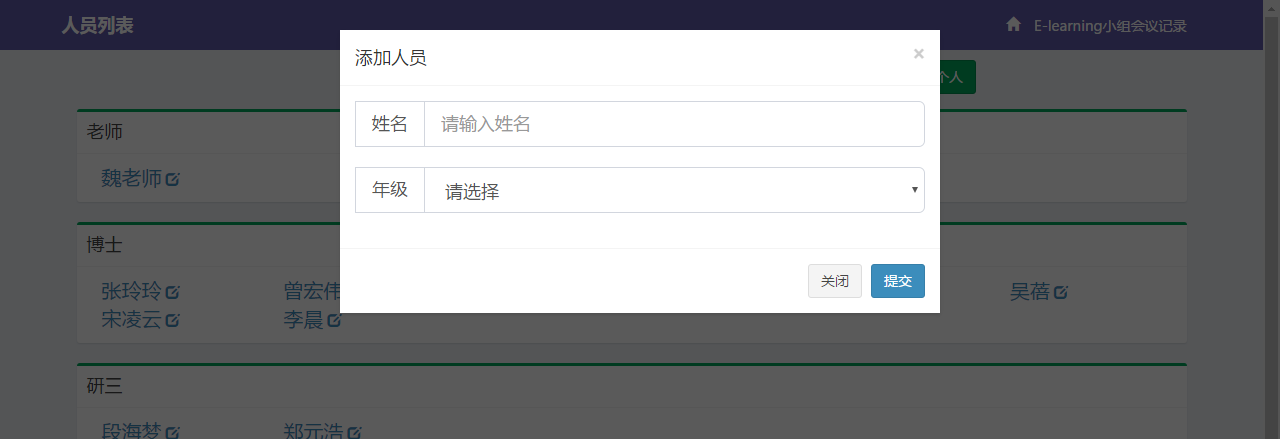 人员列表
E-learning小组会议记录
添加人员
×
个人
姓名
请输入姓名
年级
请选择
关闭
提交
老师
魏老师
博士
张玲玲 曾宏伟 吴蓓
宋凌云 李晨
研三
段海梦 郑元浩